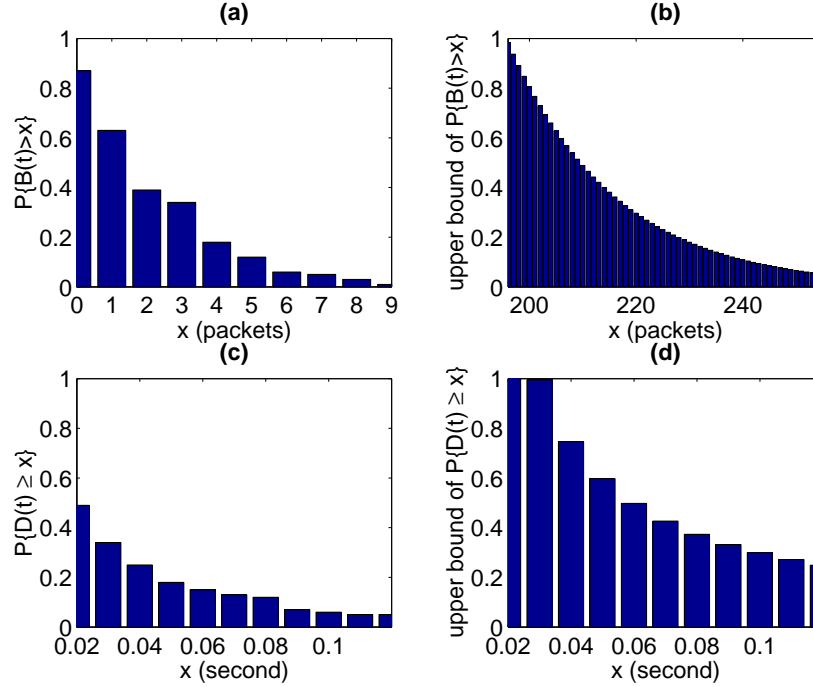 (a)
1
0.8
0.6
0.4
0.2
0
P{B(t)>x}
0 1 2 3 4 5 6 7 8 9
x (packets)
(b)
1
0.8
0.6
0.4
0.2
0
upper bound of P{B(t)>x}
200 220 240
x (packets)
(c)
1
0.8
0.6
0.4
0.2
0
P{D(t) ≥ x}
0.02 0.04 0.06 0.08 0.1
x (second)
(d)
1
0.8
0.6
0.4
0.2
0
upper bound of P{D(t) ≥ x}
0.02 0.04 0.06 0.08 0.1
x (second)